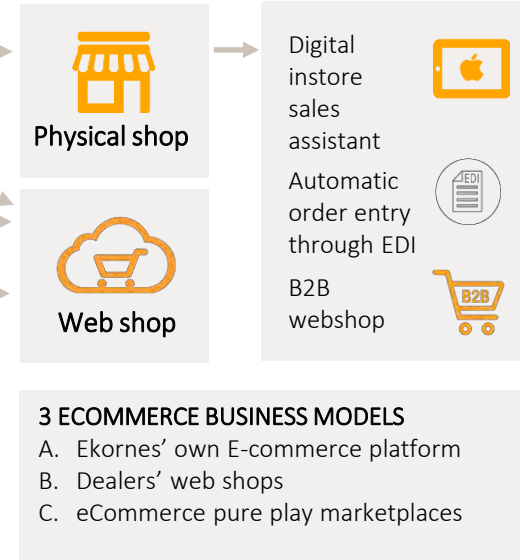 Physical shop
Web shop
Digital
instore
sales
assistant
Automatic
order entry
through EDI
B2B
webshop
EDI
B2B
3 ECOMMERCE BUSINESS MODELS
A. Ekornes’ own E-commerce platform
B. Dealers’ web shops
C. eCommerce pure play marketplaces